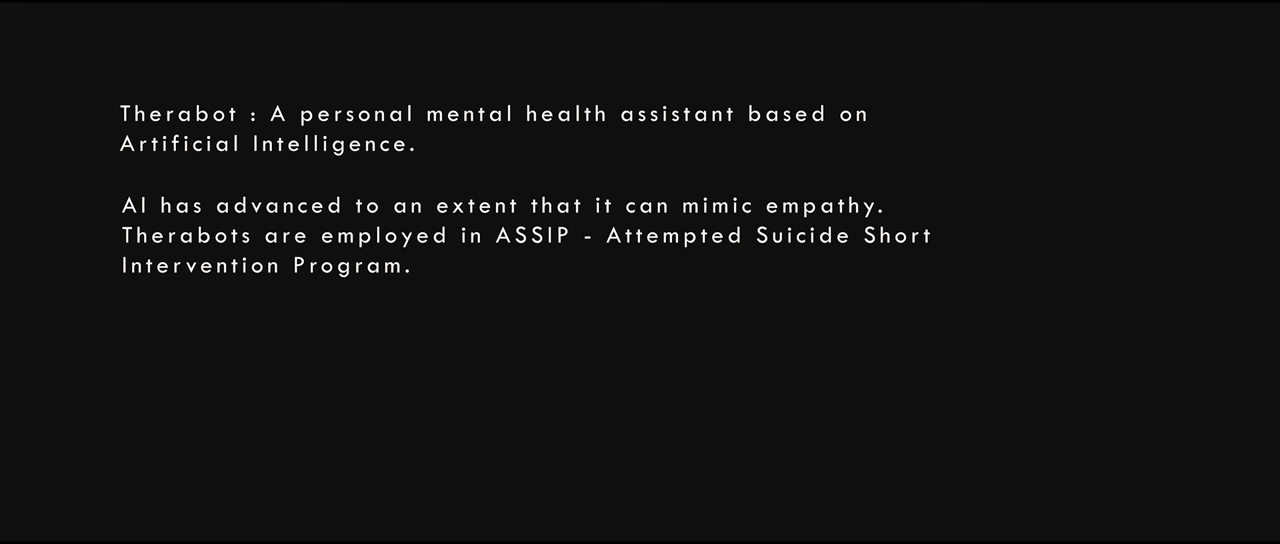 Therabot : A personal mental health assistant based on
Artificial Intelligence.
AI has advanced to an extent that it can mimic empathy.
Therabots are employed in ASSIP - Attempted Suicide Short
Intervention Program.